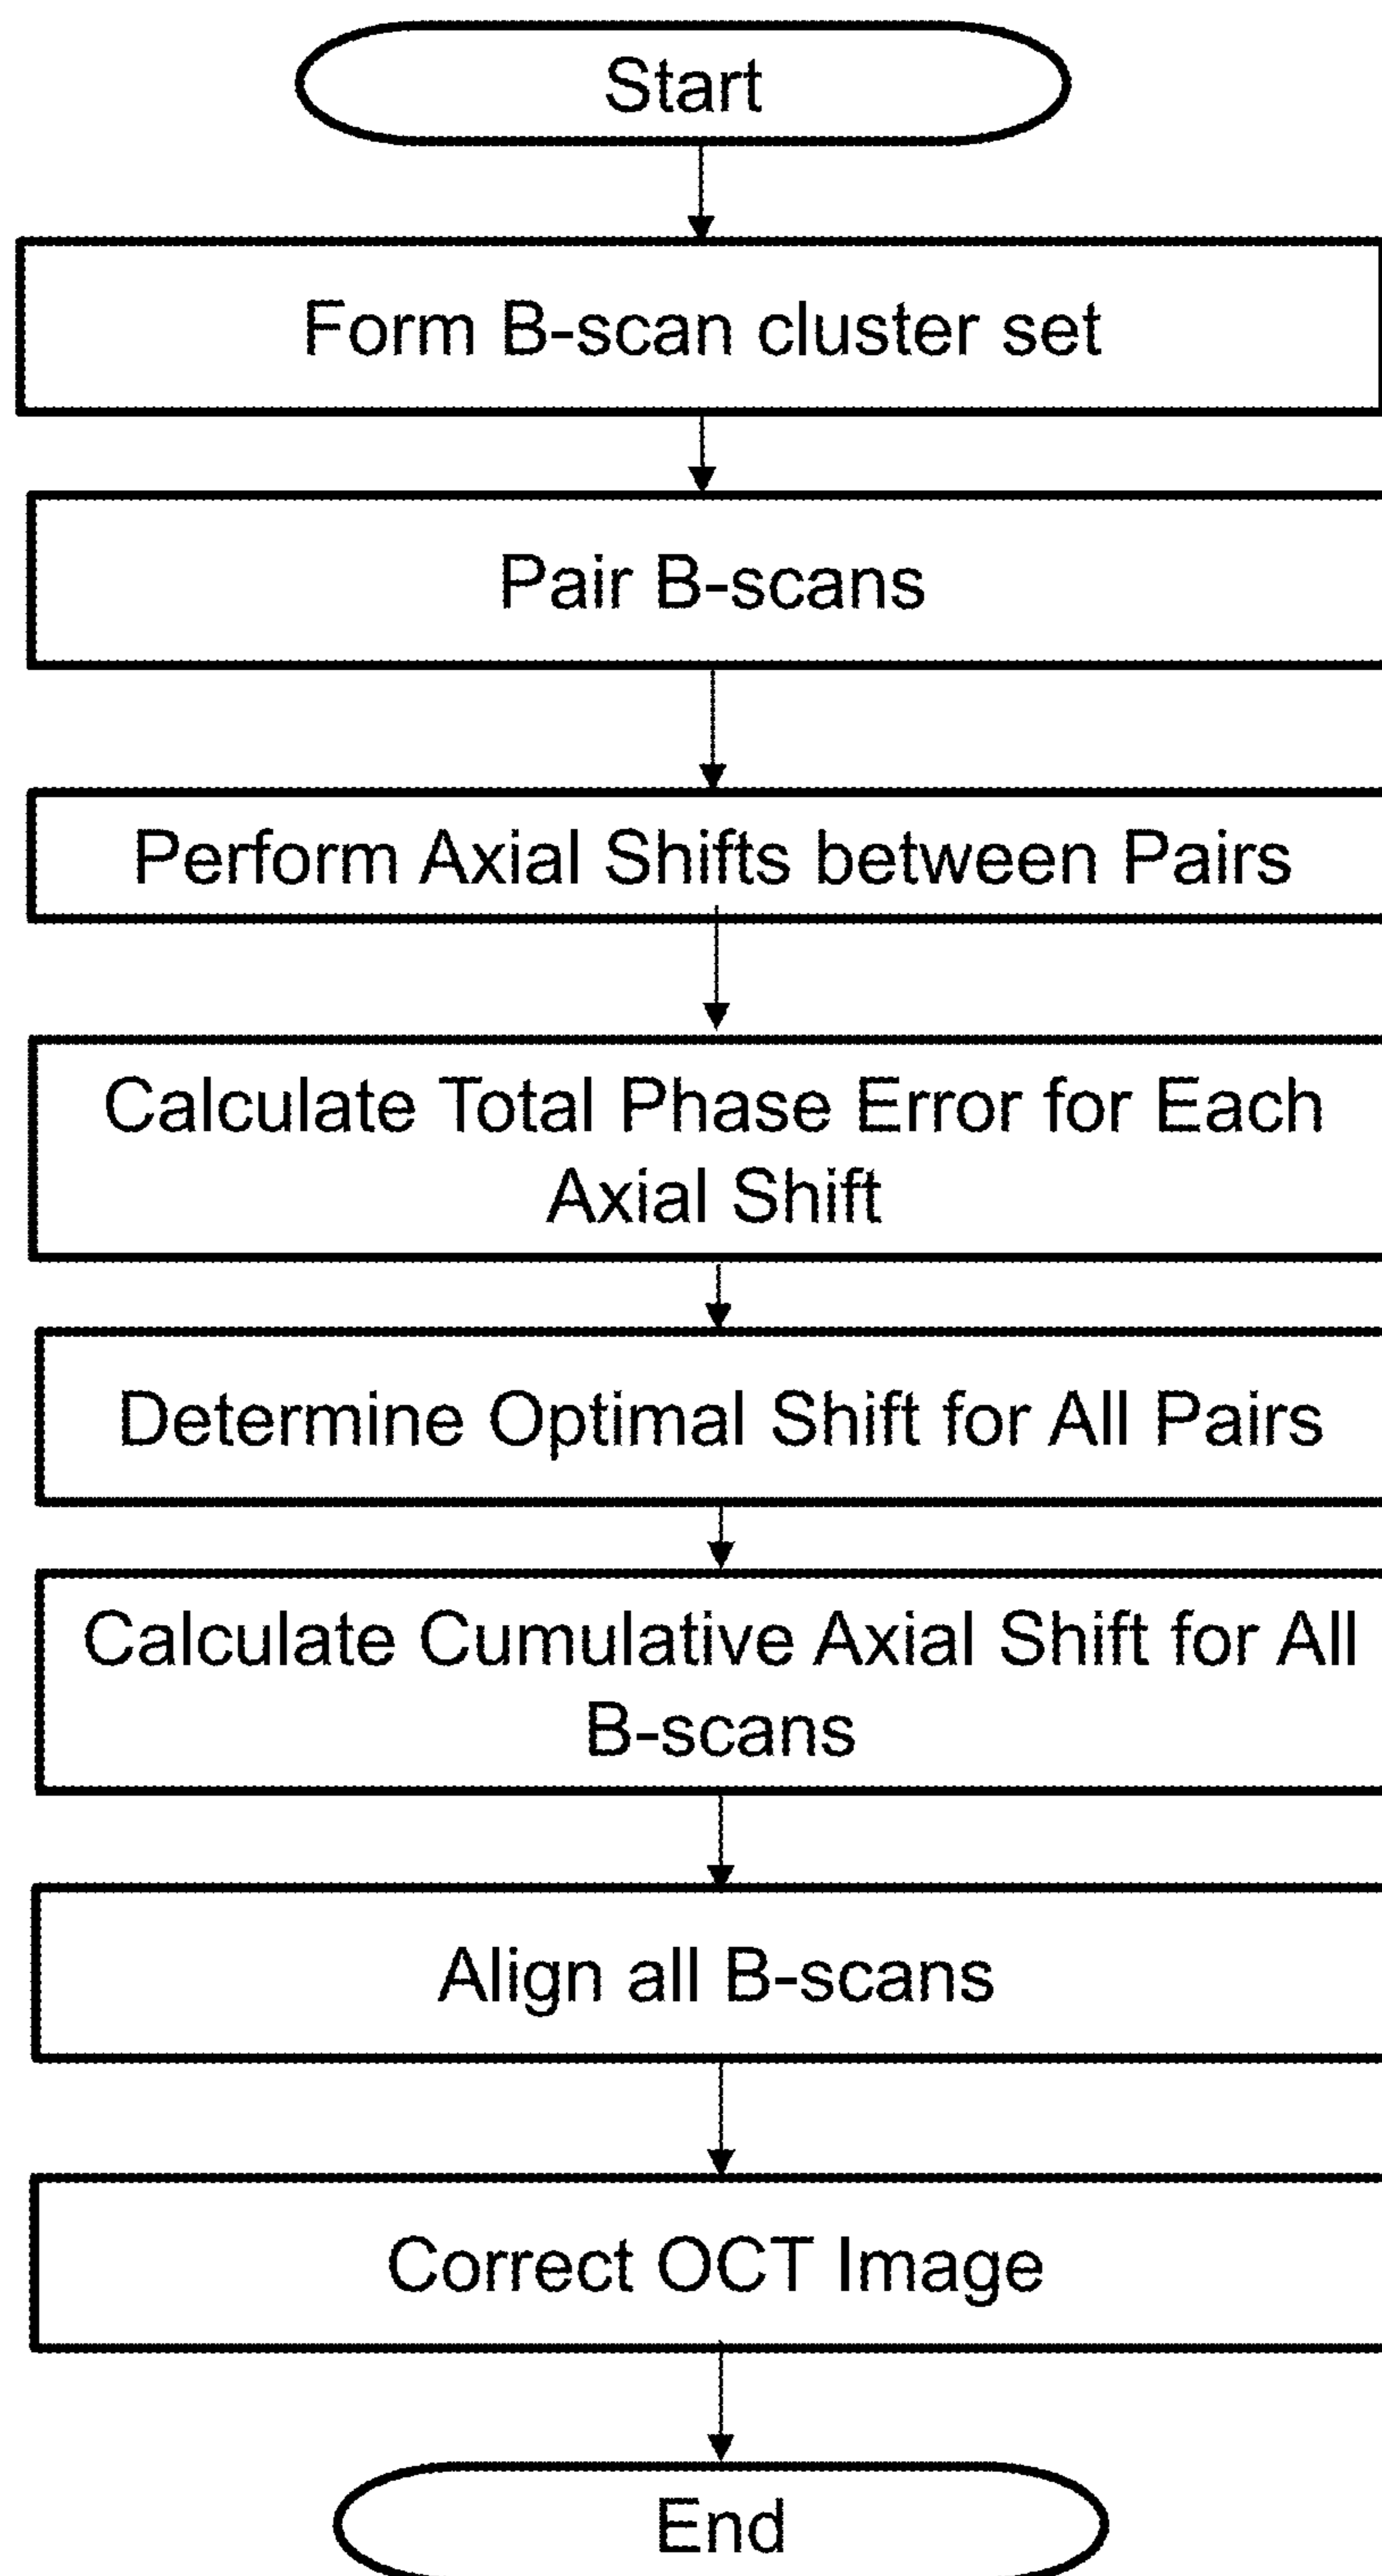 Start
Form B-scan cluster set
Pair B-scans
Perform Axial Shifts between Pairs
Calculate Total Phase Error for Each
Axial Shift
Determine Optimal Shift for All Pairs
Calculate Cumulative Axial Shift for All
B-scans
Align all B-scans
Correct OCT Image
End